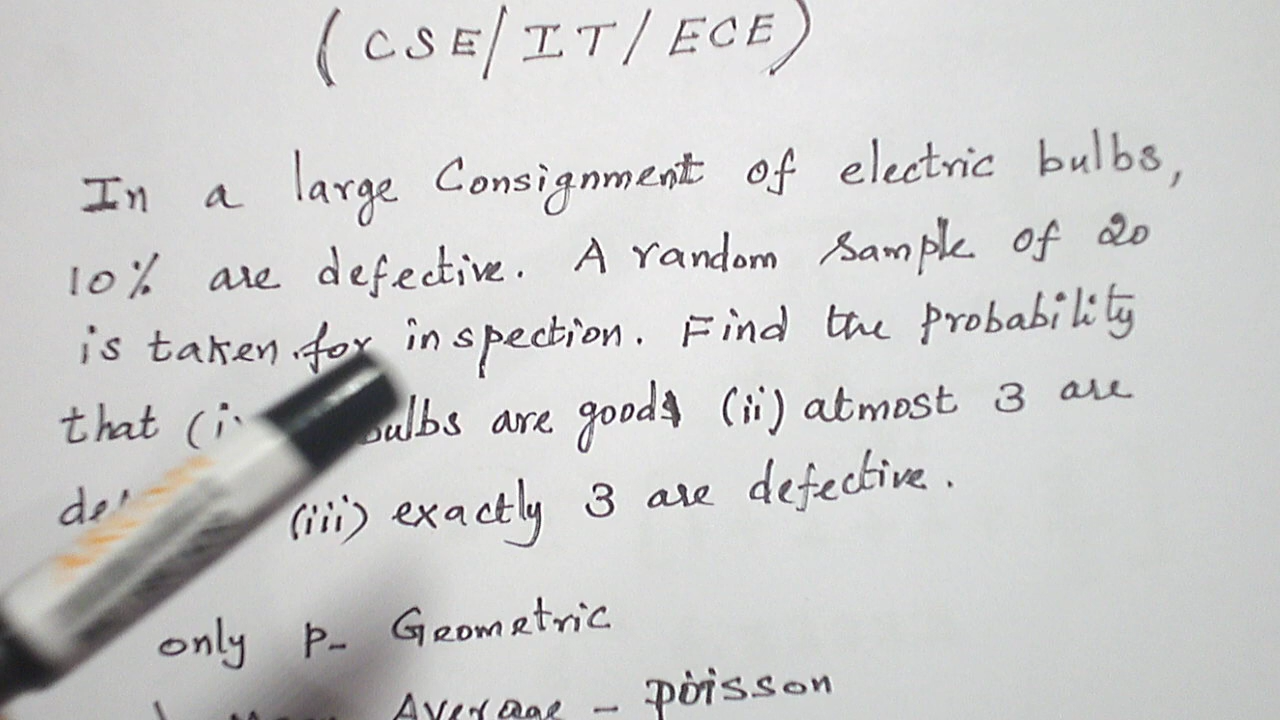 (CSE/IT/ECE)
In a large Consignment of electric bulbs,
10% are defective. A random sample of 20
is taken for inspection. Find the probability
that (i) bulbs are good (ii) atmost 3 are
(iii) exactly 3 are defective.
only P- Geometric
Average - poisson